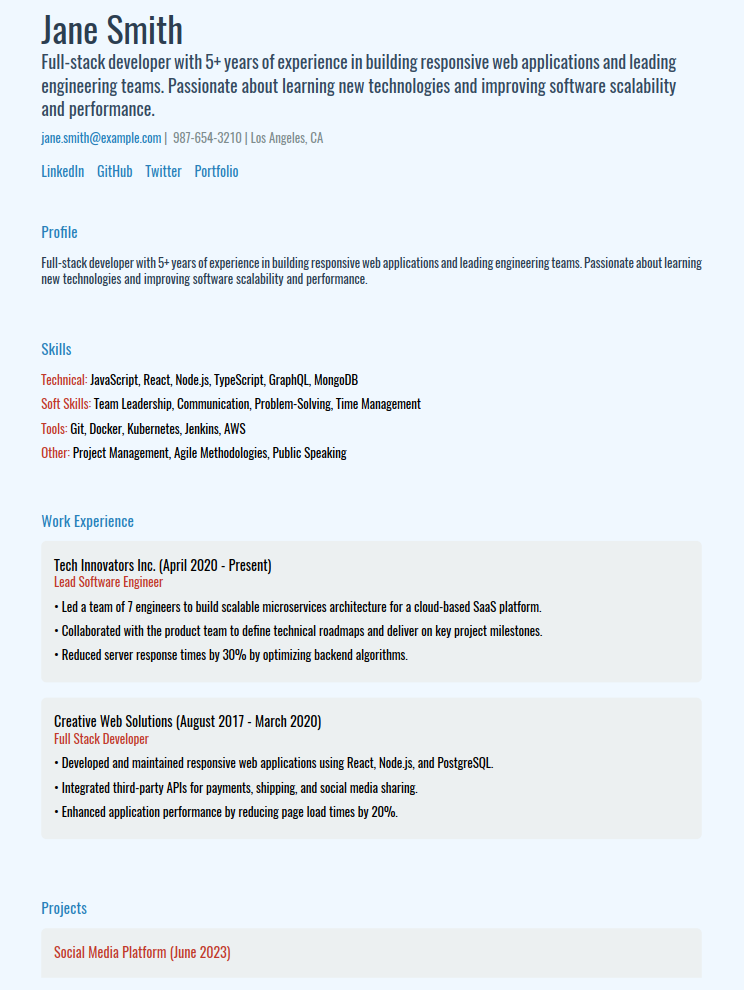 Jane Smith
Full-stack developer with 5+ years of experience in building responsive web applications and leading
engineering teams. Passionate about learning new technologies and improving software scalability
and performance.
jane.smith@example.com | 987-654-3210 | Los Angeles, CA
LinkedIn GitHub Twitter Portfolio
Profile
Full-stack developer with 5+ years of experience in building responsive web applications and leading engineering teams. Passionate about learning
new technologies and improving software scalability and performance.
Skills
Technical: JavaScript, React, Node.js, TypeScript, GraphQL, MongoDB
Soft Skills: Team Leadership, Communication, Problem-Solving, Time Management
Tools: Git, Docker, Kubernetes, Jenkins, AWS
Other: Project Management, Agile Methodologies, Public Speaking
Work Experience
Tech Innovators Inc. (April 2020 - Present)
Lead Software Engineer
• Led a team of 7 engineers to build scalable microservices architecture for a cloud-based SaaS platform.
• Collaborated with the product team to define technical roadmaps and deliver on key project milestones.
• Reduced server response times by 30% by optimizing backend algorithms.
Creative Web Solutions (August 2017 - March 2020)
Full Stack Developer
• Developed and maintained responsive web applications using React, Node.js, and PostgreSQL.
• Integrated third-party APIs for payments, shipping, and social media sharing.
• Enhanced application performance by reducing page load times by 20%.
Projects
Social Media Platform (June 2023)